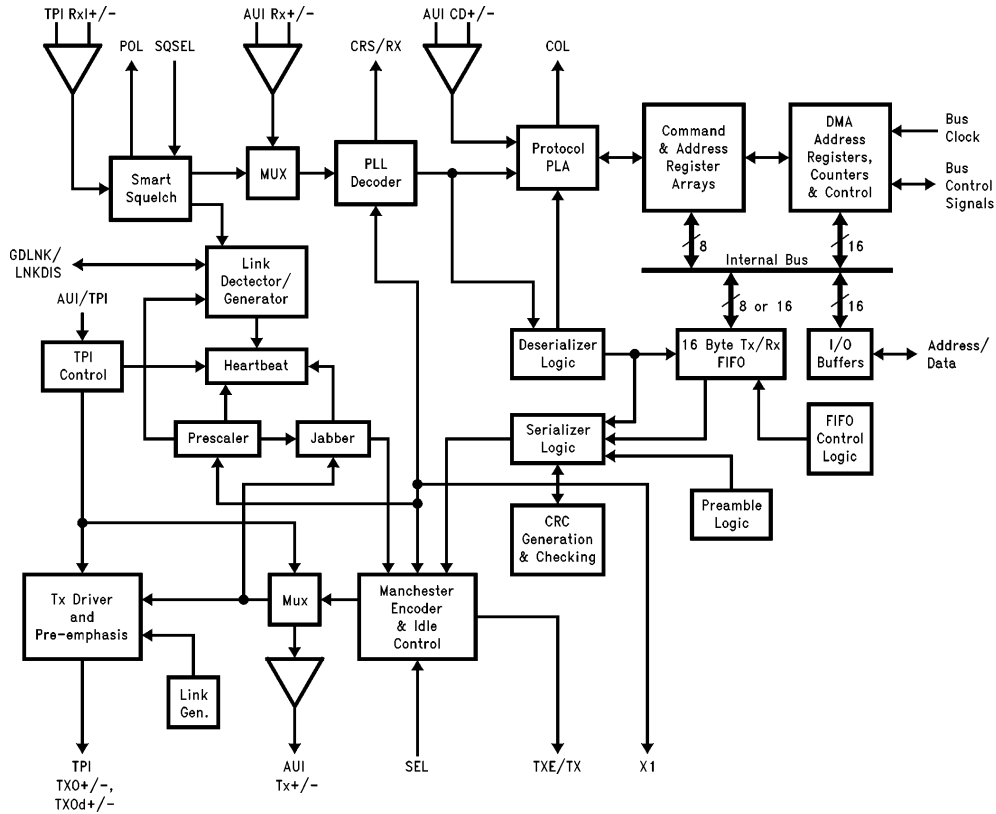 TPI RxI+/-
AUI Rx+/-
AUI CD+/-
POL
SQSEL
CRS/RX
COL
Smart
Squelch
MUX
PLL
Decoder
Protocol
PLA
Command
& Address
Register
Arrays
DMA
Address
Registers,
Counters
& Control
Bus
Clock
Bus
Control
Signals
8
16
Internal Bus
GDLNK/
LNKDIS
Link
Dectector/
Generator
AUI/TPI
8 or 16
16
TPI
Control
Heartbeat
Deserializer
Logic
16 Byte Tx/Rx
FIFO
I/O
Buffers
Address/
Data
Prescaler
Jabber
Serializer
Logic
FIFO
Control
Logic
Preamble
Logic
CRC
Generation
& Checking
Tx Driver
and
Pre-emphasis
Mux
Manchester
Encoder
& Idle
Control
Link
Gen.
TPI
TXO+/-,
TXOd+/-
AUI
Tx+/-
SEL
TXE/TX
X1